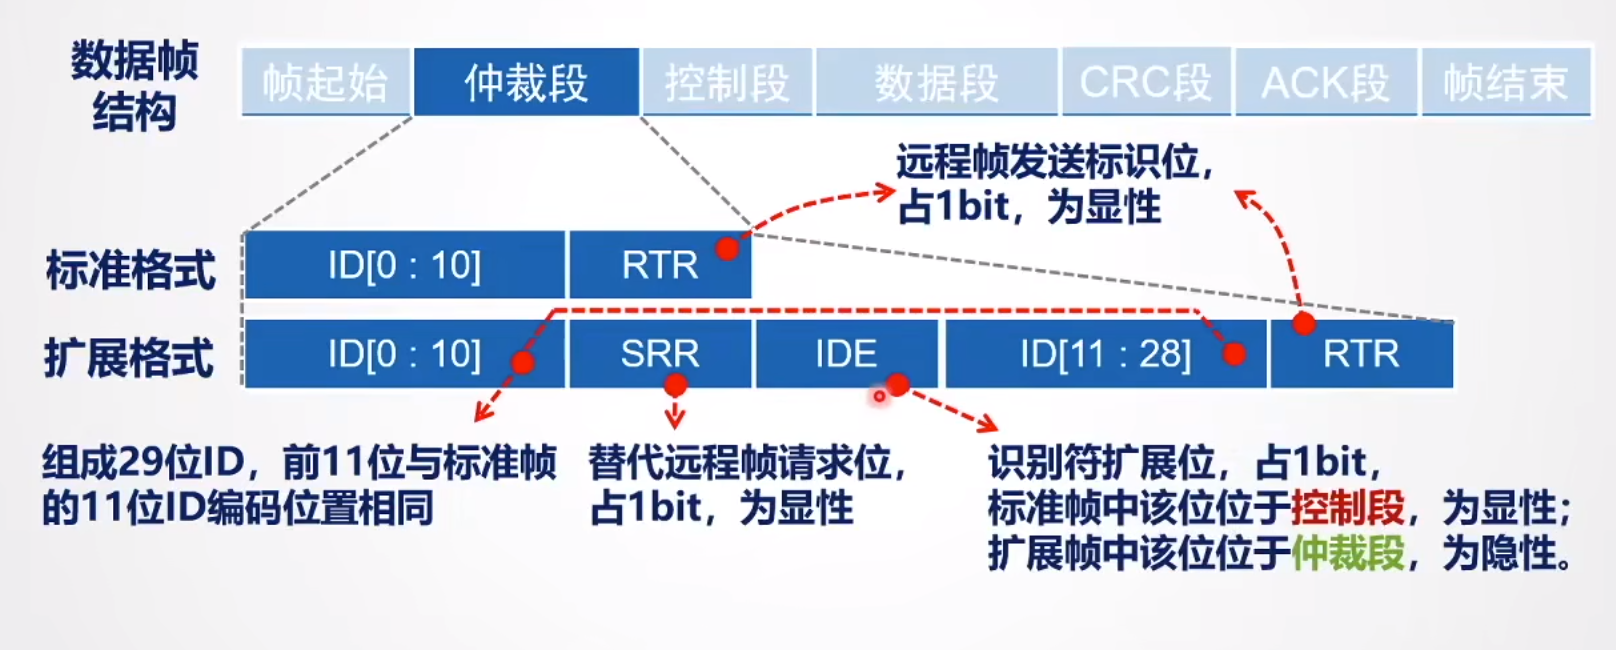 数据帧
结构
帧起始 仲裁段 控制段 数据段 CRC段 ACK段 帧结束
远程帧发送标识位，
占1bit，为显性
标准格式 ID[0 : 10] RTR
扩展格式 ID[0 : 10] SRR IDE ID[11 : 28] RTR
组成29位ID，前11位与标准帧
的11位ID编码位置相同
替代远程帧请求位，
占1bit，为显性
识别符扩展位，占1bit，
标准帧中该位位于控制段，为显性；
扩展帧中该位位于仲裁段，为隐性。